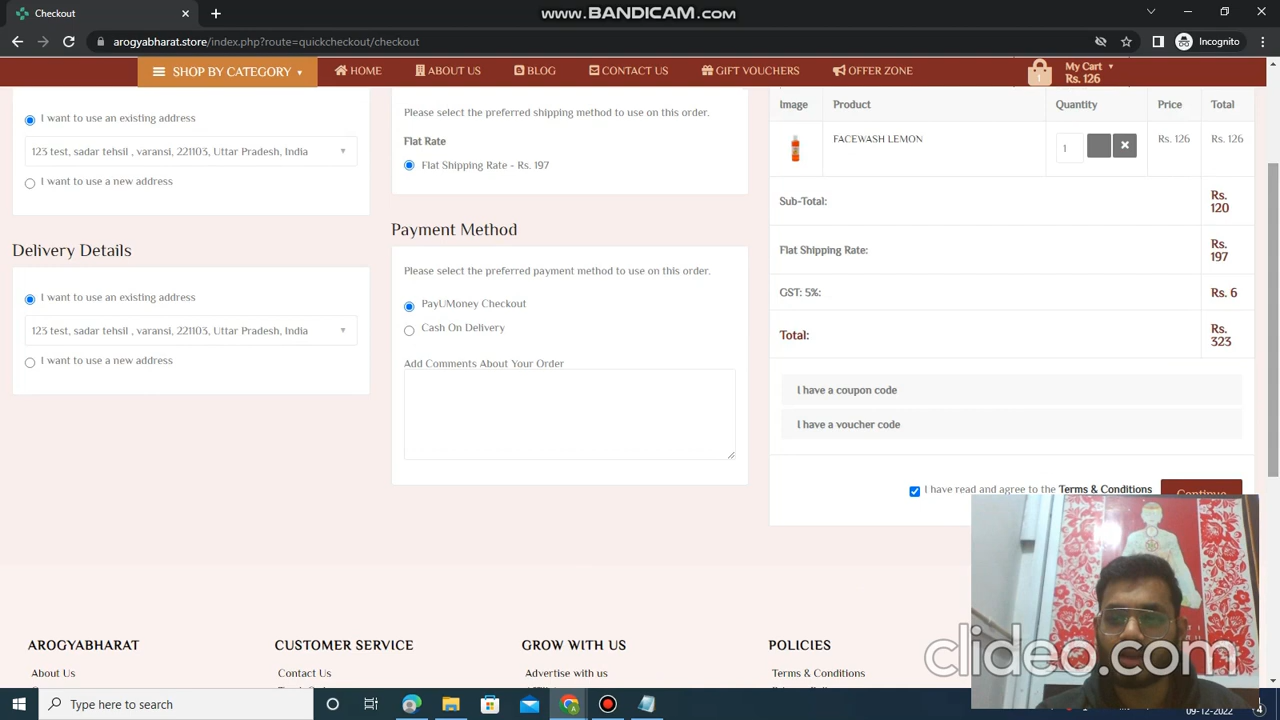 Checkout
WWW.BANDICAM.COM
arogyabharat.store/index.php?route=quickcheckout/checkout
Incognito
SHOP BY CATEGORY
HOME
ABOUT US
BLOG
CONTACT US
GIFT VOUCHERS
OFFER ZONE
1
My Cart
Rs. 126
I want to use an existing address
123 test, sadar tehsil , varansi, 221103, Uttar Pradesh, India
I want to use a new address
Delivery Details
I want to use an existing address
123 test, sadar tehsil , varansi, 221103, Uttar Pradesh, India
I want to use a new address
Please select the preferred shipping method to use on this order.
Flat Rate
Flat Shipping Rate - Rs. 197
Payment Method
Please select the preferred payment method to use on this order.
PayUMoney Checkout
Cash On Delivery
Add Comments About Your Order
Image Product Quantity Price Total
FACEWASH LEMON 1 Rs. 126 Rs. 126
Sub-Total: Rs.
120
Flat Shipping Rate: Rs.
197
GST: 5%: Rs. 6
Total: Rs.
323
I have a coupon code
I have a voucher code
I have read and agree to the Terms & Conditions
Continue
AROGYABHARAT
About Us
CUSTOMER SERVICE
Contact Us
GROW WITH US
Advertise with us
POLICIES
Terms & Conditions
clideo.com
Type here to search
09-12-2022
4